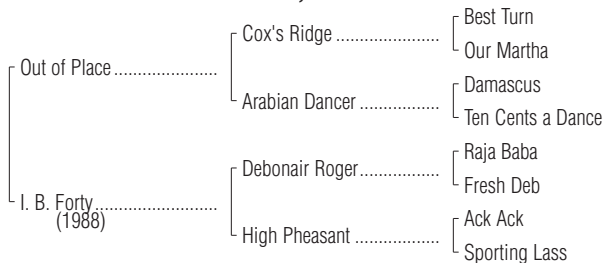 Best Turn
Cox's Ridge ......................
Our Martha
Out of Place ......................
Damascus
Arabian Dancer .................
Ten Cents a Dance
Raja Baba
Debonair Roger.................
Fresh Deb
I. B. Forty..........................
(1988)
Ack Ack
High Pheasant ..................
Sporting Lass